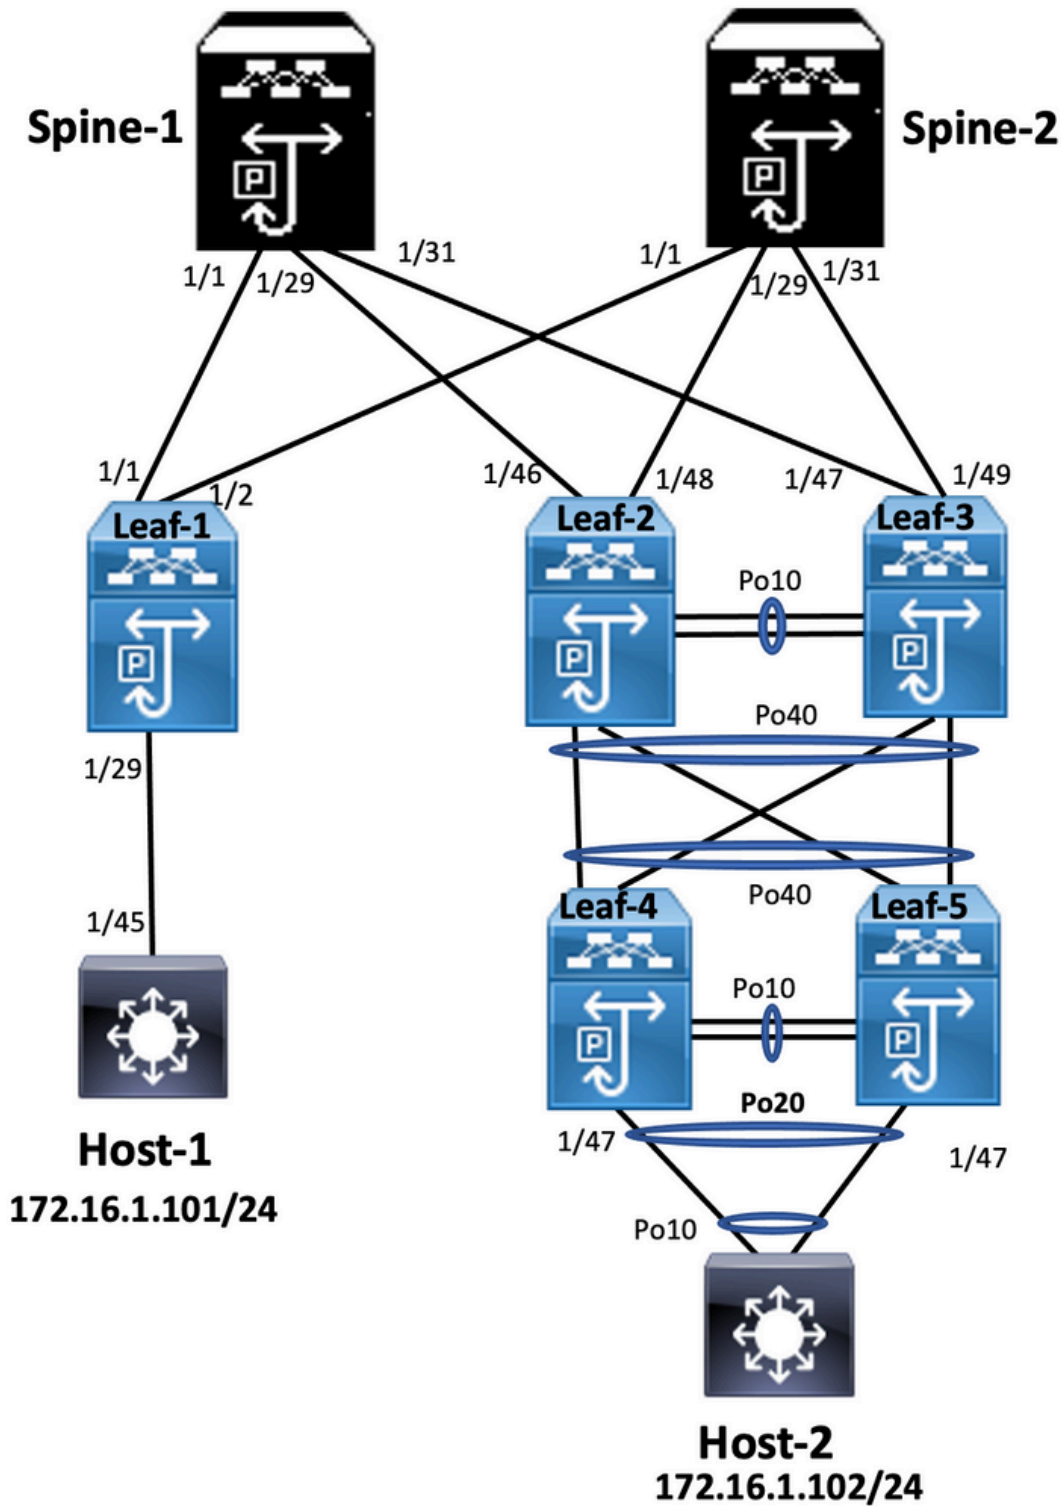 Spine-1
P
Spine-2
P
1/1
1/29
1/31
1/1
1/29
1/31
1/1
1/2
1/46
1/48
1/47
1/49
Leaf-1
P
Leaf-2
P
Leaf-3
P
Po10
Po40
1/29
1/45
Po40
Leaf-4
P
Leaf-5
P
Po10
Po20
1/47
1/47
Host-1
172.16.1.101/24
Po10
Host-2
172.16.1.102/24